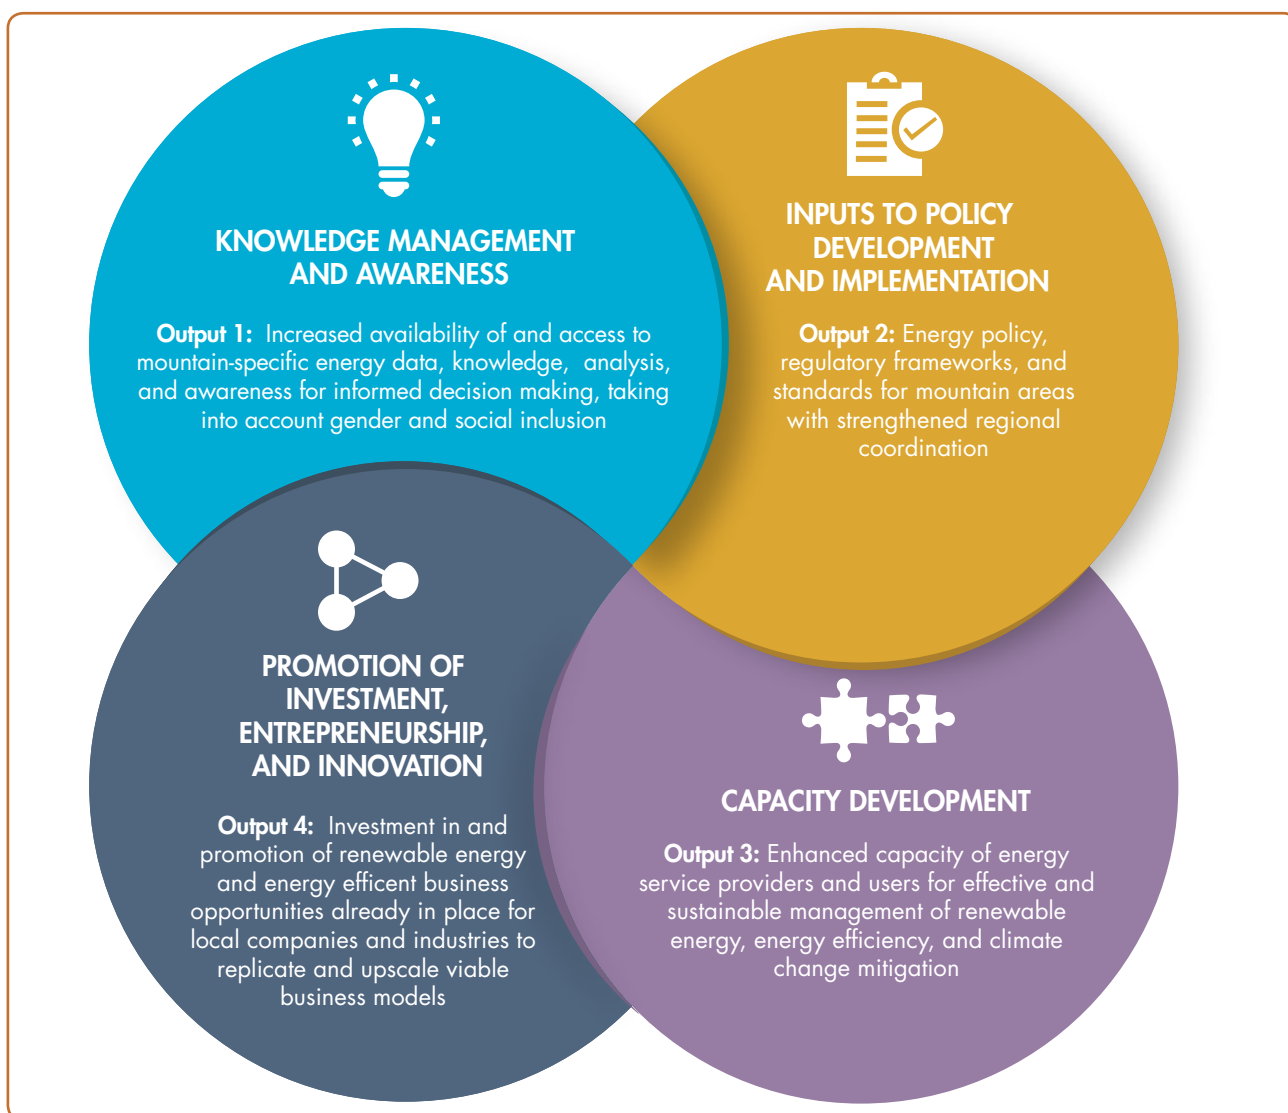 KNOWLEDGE MANAGEMENT
AND AWARENESS
Output 1: Increased availability of and access to
mountain-specific energy data, knowledge, analysis,
and awareness for informed decision making, taking
into account gender and social inclusion
INPUTS TO POLICY
DEVELOPMENT
AND IMPLEMENTATION
Output 2: Energy policy,
regulatory frameworks, and
standards for mountain areas
with strengthened regional
coordination
PROMOTION OF
INVESTMENT,
ENTREPRENEURSHIP,
AND INNOVATION
Output 4: Investment in and
promotion of renewable energy
and energy efficent business
opportunities already in place for
local companies and industries to
replicate and upscale viable
business models
CAPACITY DEVELOPMENT
Output 3: Enhanced capacity of energy
service providers and users for effective and
sustainable management of renewable
energy, energy efficiency, and climate
change mitigation